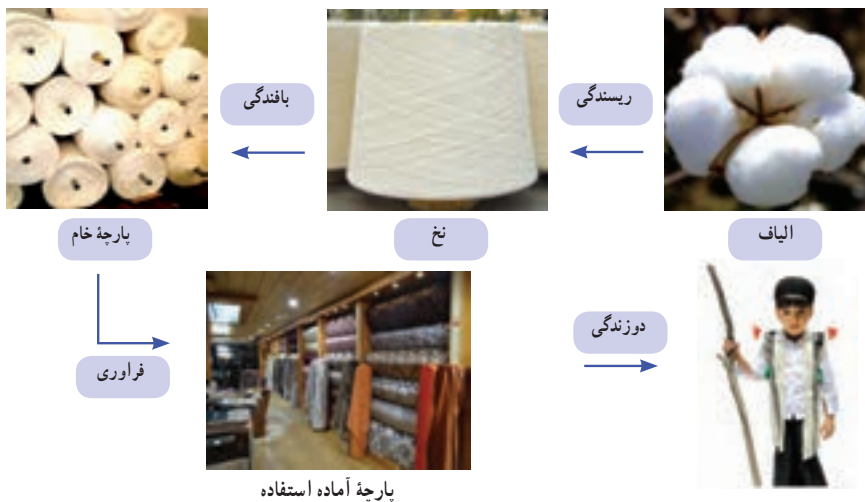 الیاف
ریسندگی
نخ
بافندگی
پارچهٔ خام
فراوری
پارچهٔ آماده استفاده
دوزندگی